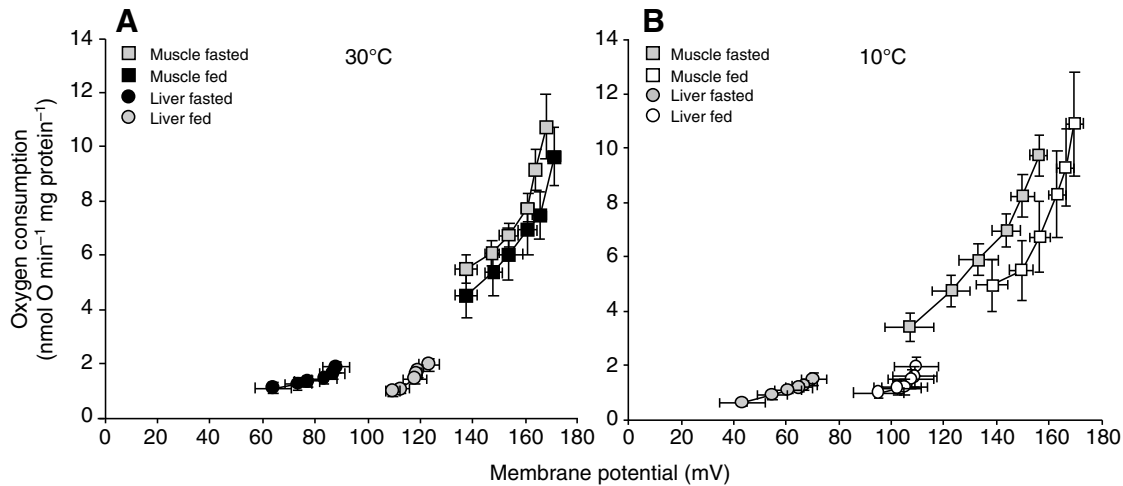 A
B
14
12
10
8
6
4
2
0
Muscle fasted
Muscle fed
Liver fasted
Liver fed
30°C
0 20 40 60 80 100 120 140 160 180
14
12
10
8
6
4
2
0
Muscle fasted
Muscle fed
Liver fasted
Liver fed
10°C
0 20 40 60 80 100 120 140 160 180
Oxygen consumption
(nmol O min⁻¹ mg protein⁻¹)
Membrane potential (mV)